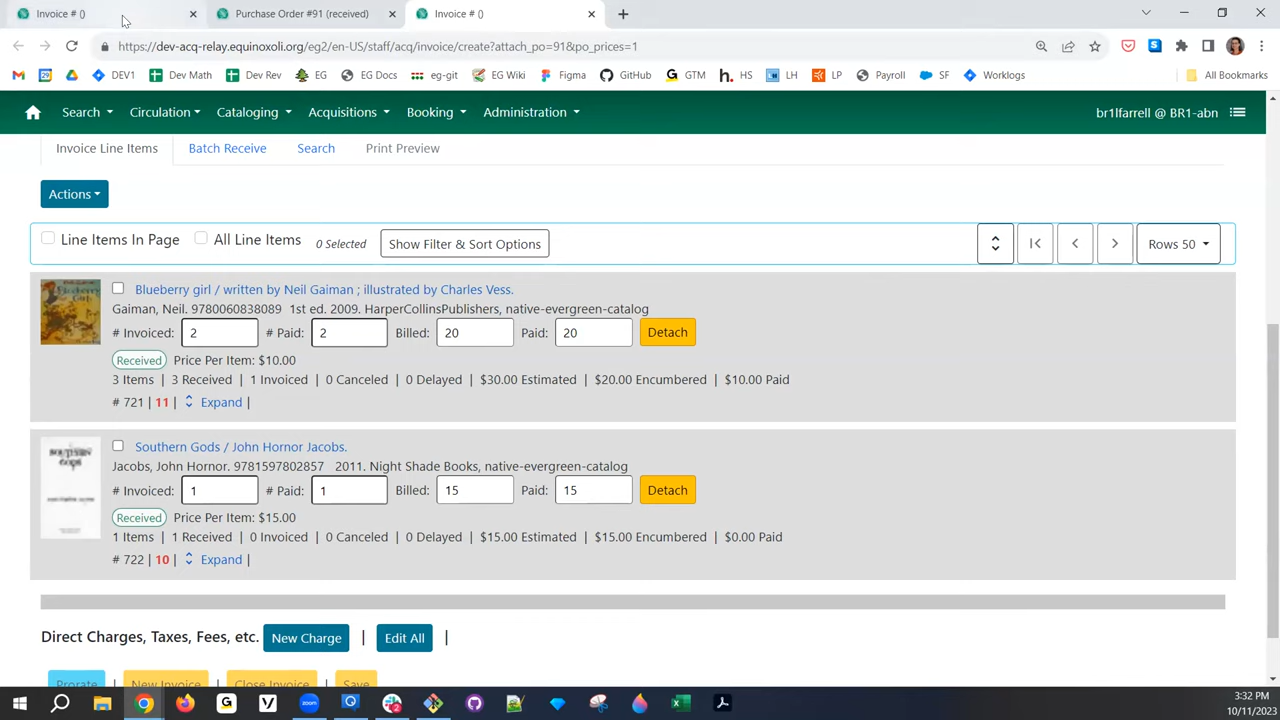 Invoice # () Purchase Order #91 (received) Invoice # ()
https://dev-acq-relay.equinoxoli.org/eg2/en-US/staff/acq/invoice/create?attach_po=91&po_prices=1
DEV1 Dev Math Dev Rev EG EG Docs eg-git EG Wiki Figma GitHub GTM HS LH LP Payroll SF Worklogs All Bookmarks
Search Circulation Cataloging Acquisitions Booking Administration br1lfarrell @ BR1-abn
Invoice Line Items Batch Receive Search Print Preview
Actions
Line Items In Page All Line Items 0 Selected Show Filter & Sort Options Rows 50
Blueberry girl / written by Neil Gaiman ; illustrated by Charles Vess.
Gaiman, Neil. 9780060838089 1st ed. 2009. HarperCollinsPublishers, native-evergreen-catalog
# Invoiced: 2 # Paid: 2 Billed: 20 Paid: 20 Detach
Received Price Per Item: $10.00
3 Items | 3 Received | 1 Invoiced | 0 Canceled | 0 Delayed | $30.00 Estimated | $20.00 Encumbered | $10.00 Paid
# 721 | 11 | Expand |
Southern Gods / John Hornor Jacobs.
Jacobs, John Hornor. 9781597802857 2011. Night Shade Books, native-evergreen-catalog
# Invoiced: 1 # Paid: 1 Billed: 15 Paid: 15 Detach
Received Price Per Item: $15.00
1 Items | 1 Received | 0 Invoiced | 0 Canceled | 0 Delayed | $15.00 Estimated | $15.00 Encumbered | $0.00 Paid
# 722 | 10 | Expand |
Direct Charges, Taxes, Fees, etc. New Charge | Edit All |
Prorate | New Invoice | Close Invoice | Save
3:32 PM
10/11/2023